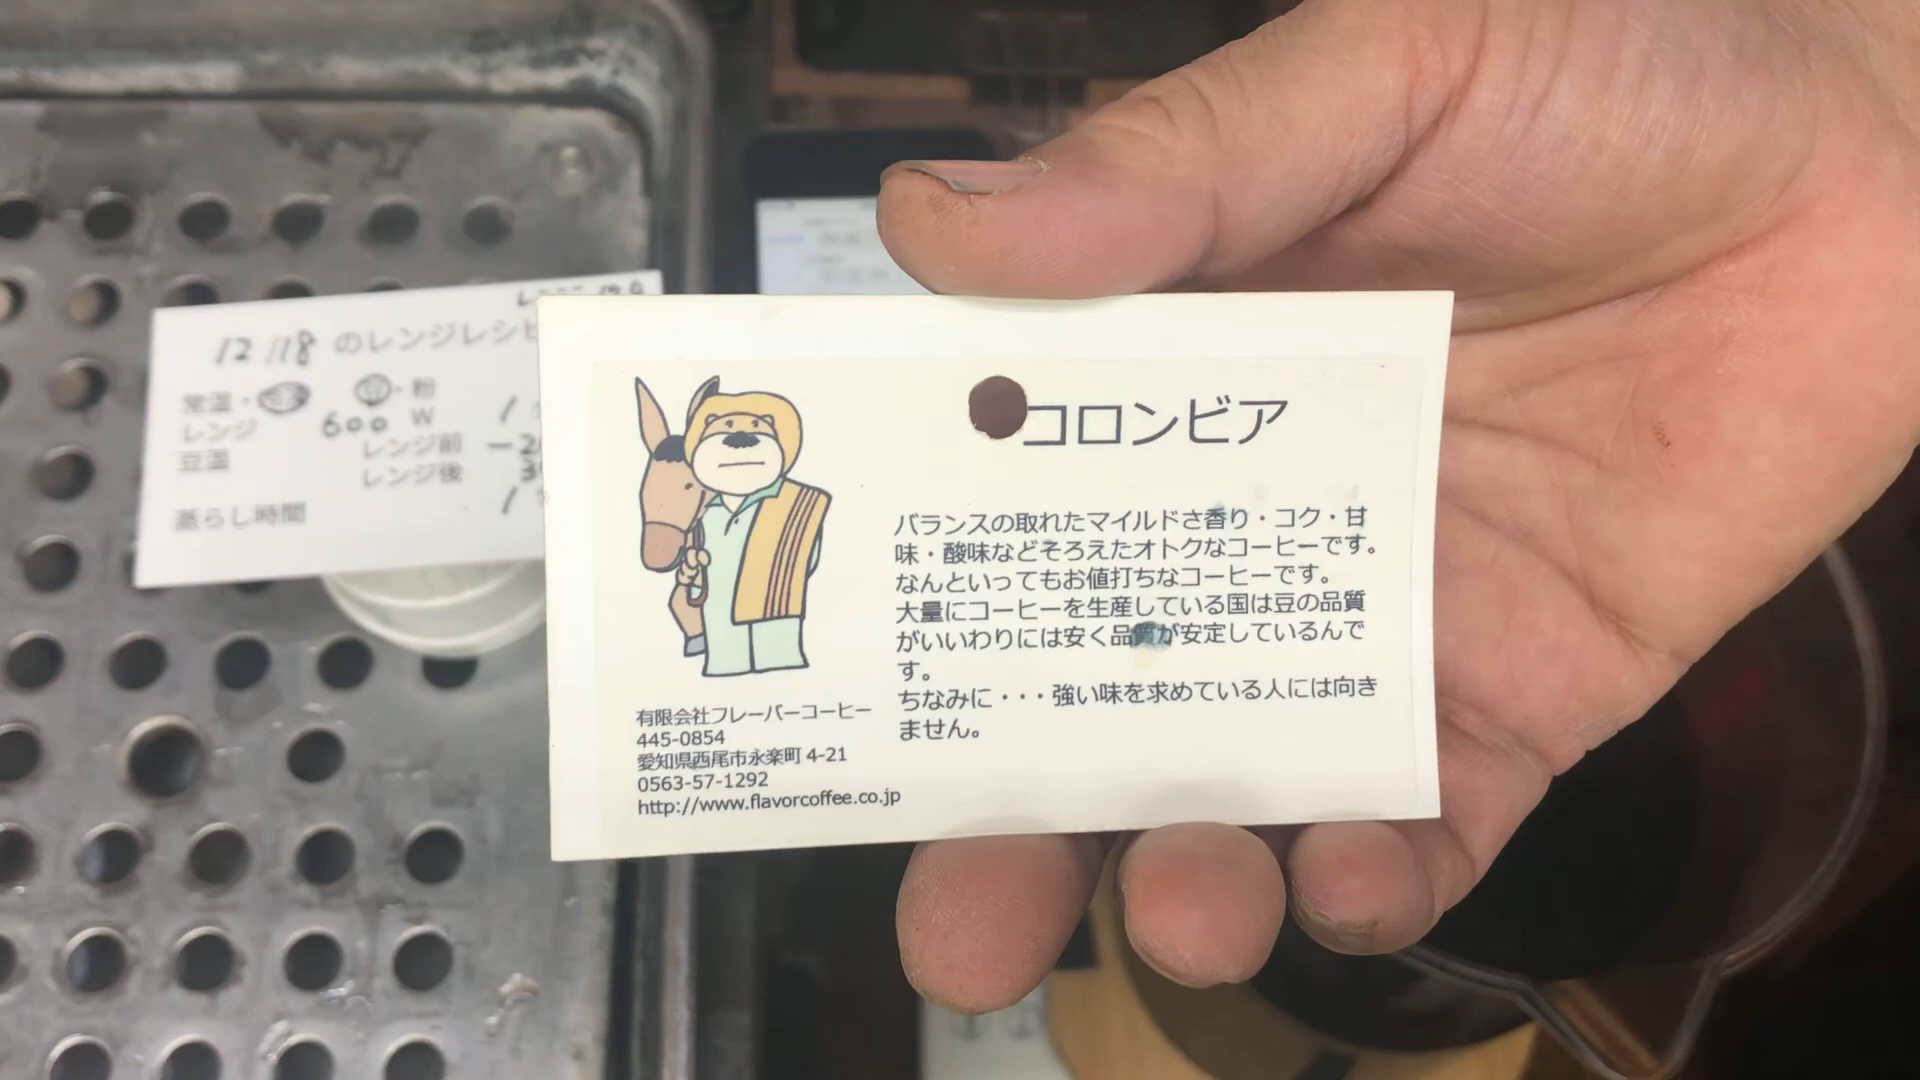 12/18 のレンジレシピ
常温・ 豆・粉
レンジ 600 W
豆温 レンジ前
レンジ後
蒸らし時間
コロンビア
バランスの取れたマイルドさ香り・コク・甘
味・酸味などそろえたオトクなコーヒーです。
なんといってもお値打ちなコーヒーです。
大量にコーヒーを生産している国は豆の品質
がいいわりには安く品質が安定しているんで
す。
ちなみに・・・強い味を求めている人には向き
ません。
有限会社フレーバーコーヒー
445-0854
愛知県西尾市永楽町 4-21
0563-57-1292
http://www.flavorcoffee.co.jp